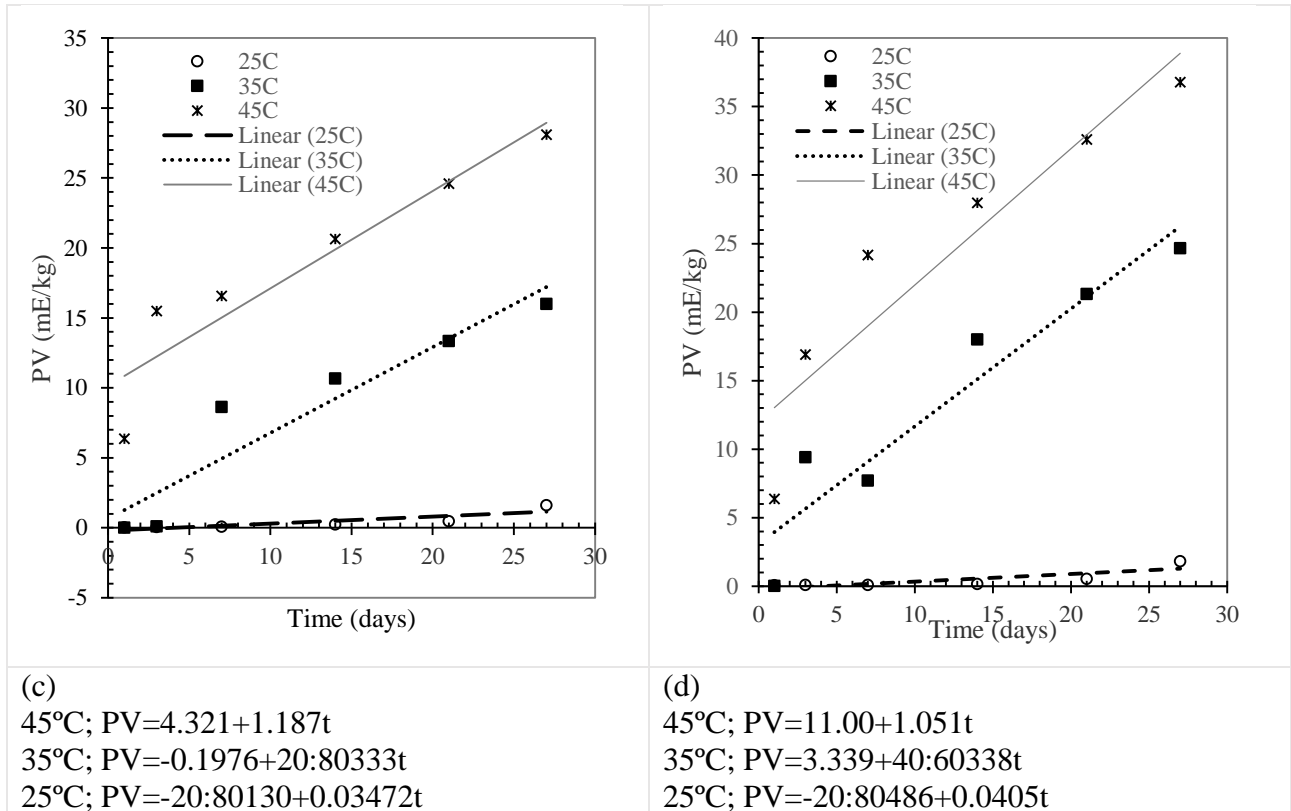 35
30
25
20
15
10
5
0
-5
0
5
10
15
20
25
30
PV (mE/kg)
Time (days)
25C
35C
45C
Linear (25C)
Linear (35C)
Linear (45C)
40
35
30
25
20
15
10
5
0
0
5
10
15
20
25
30
PV (mE/kg)
Time (days)
25C
35C
45C
Linear (25C)
Linear (35C)
Linear (45C)
(c)
45ºC; PV=4.321+1.187t
35ºC; PV=-0.1976+20:80333t
25ºC; PV=-20:80130+0.03472t
(d)
45ºC; PV=11.00+1.051t
35ºC; PV=3.339+40:60338t
25ºC; PV=-20:80486+0.0405t